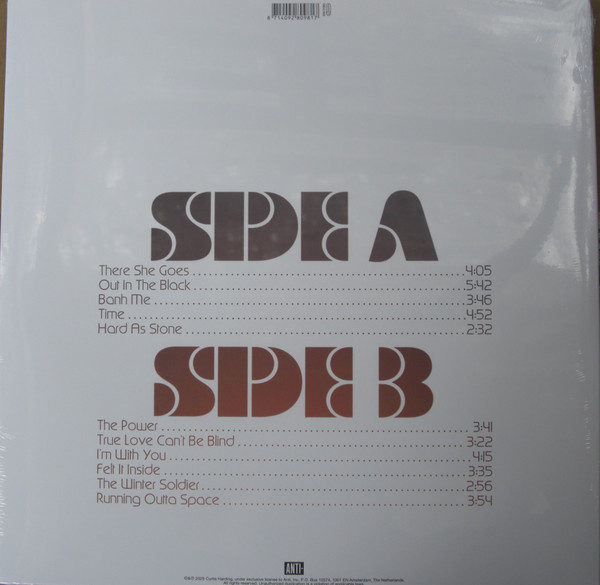 SIDE A
There She Goes 4:05
Out In The Black 5:42
Banh Me 3:46
Time 4:52
Hard As Stone 2:32
SIDE B
The Power 3:41
True Love Can't Be Blind 3:22
I'm With You 4:15
Felt It Inside 3:35
The Winter Soldier 2:56
Running Outta Space 3:54
ANTI-